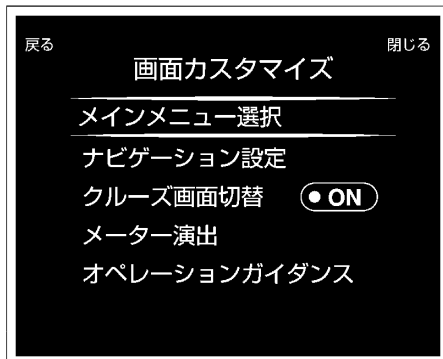 戻る
閉じる
画面カスタマイズ
メインメニュー選択
ナビゲーション設定
クルーズ画面切替 ON
メーター演出
オペレーションガイダンス